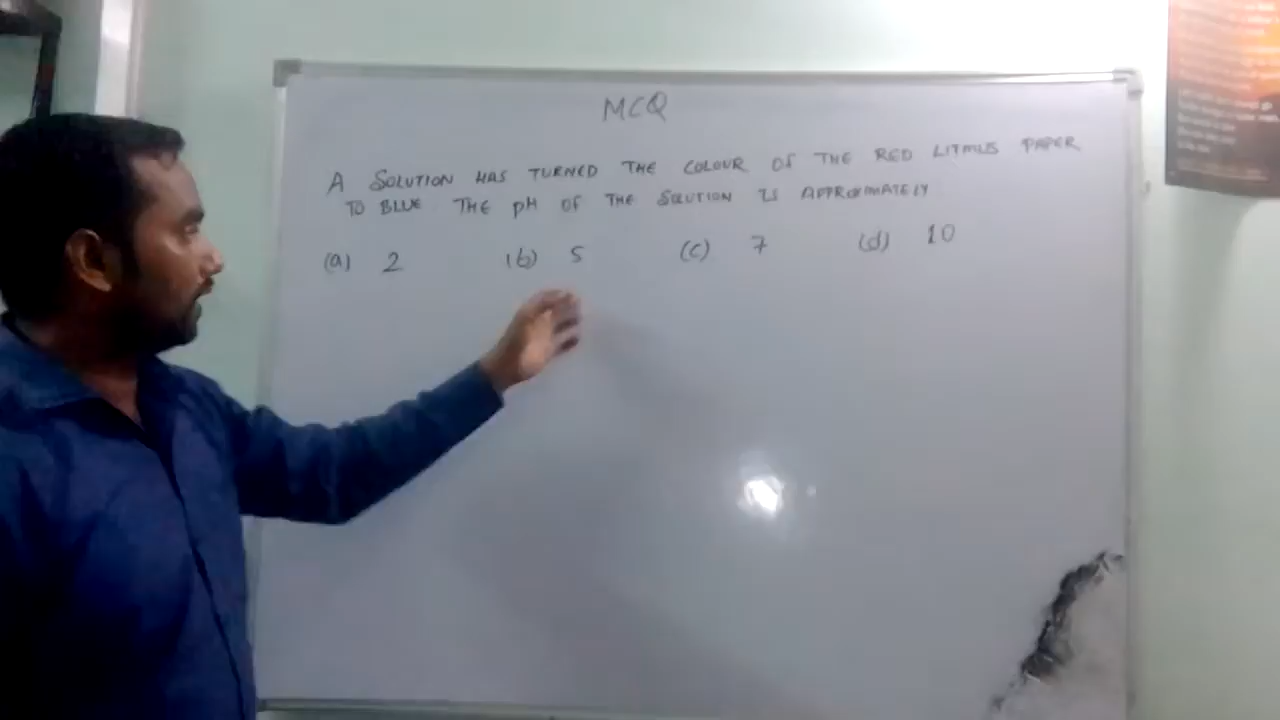 MCQ
A SOLUTION HAS TURNED THE COLOUR OF THE RED LITMUS PAPER
TO BLUE THE pH OF THE SOLUTION IS APPROXIMATELY
(a) 2 (b) 5 (c) 7 (d) 10